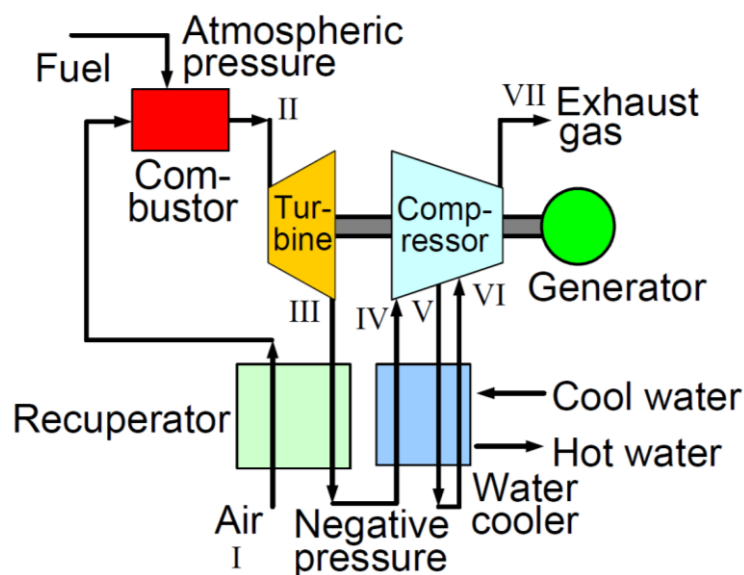 Fuel
Atmospheric
pressure
II
VII
Exhaust
gas
Com-
bustor
Tur-
bine
Comp-
ressor
Generator
III
IV
V
VI
Recuperator
Cool water
Hot water
Air
I
Negative
pressure
Water
cooler